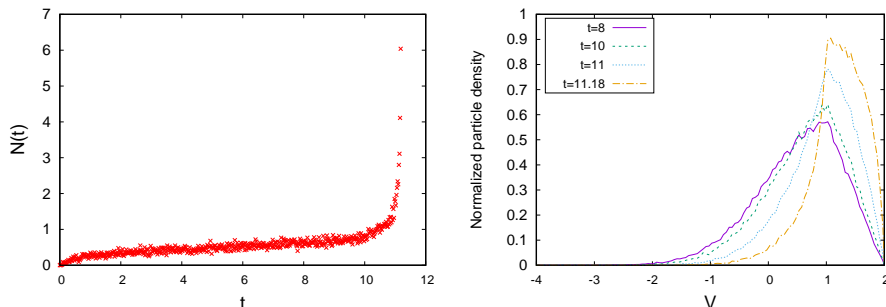 7
6
5
4
3
2
1
0
N(t)
0 2 4 6 8 10 12
t
t=8
t=10
t=11
t=11.18
1
0.9
0.8
0.7
0.6
0.5
0.4
0.3
0.2
0.1
0
Normalized particle density
-4 -3 -2 -1 0 1 2
V